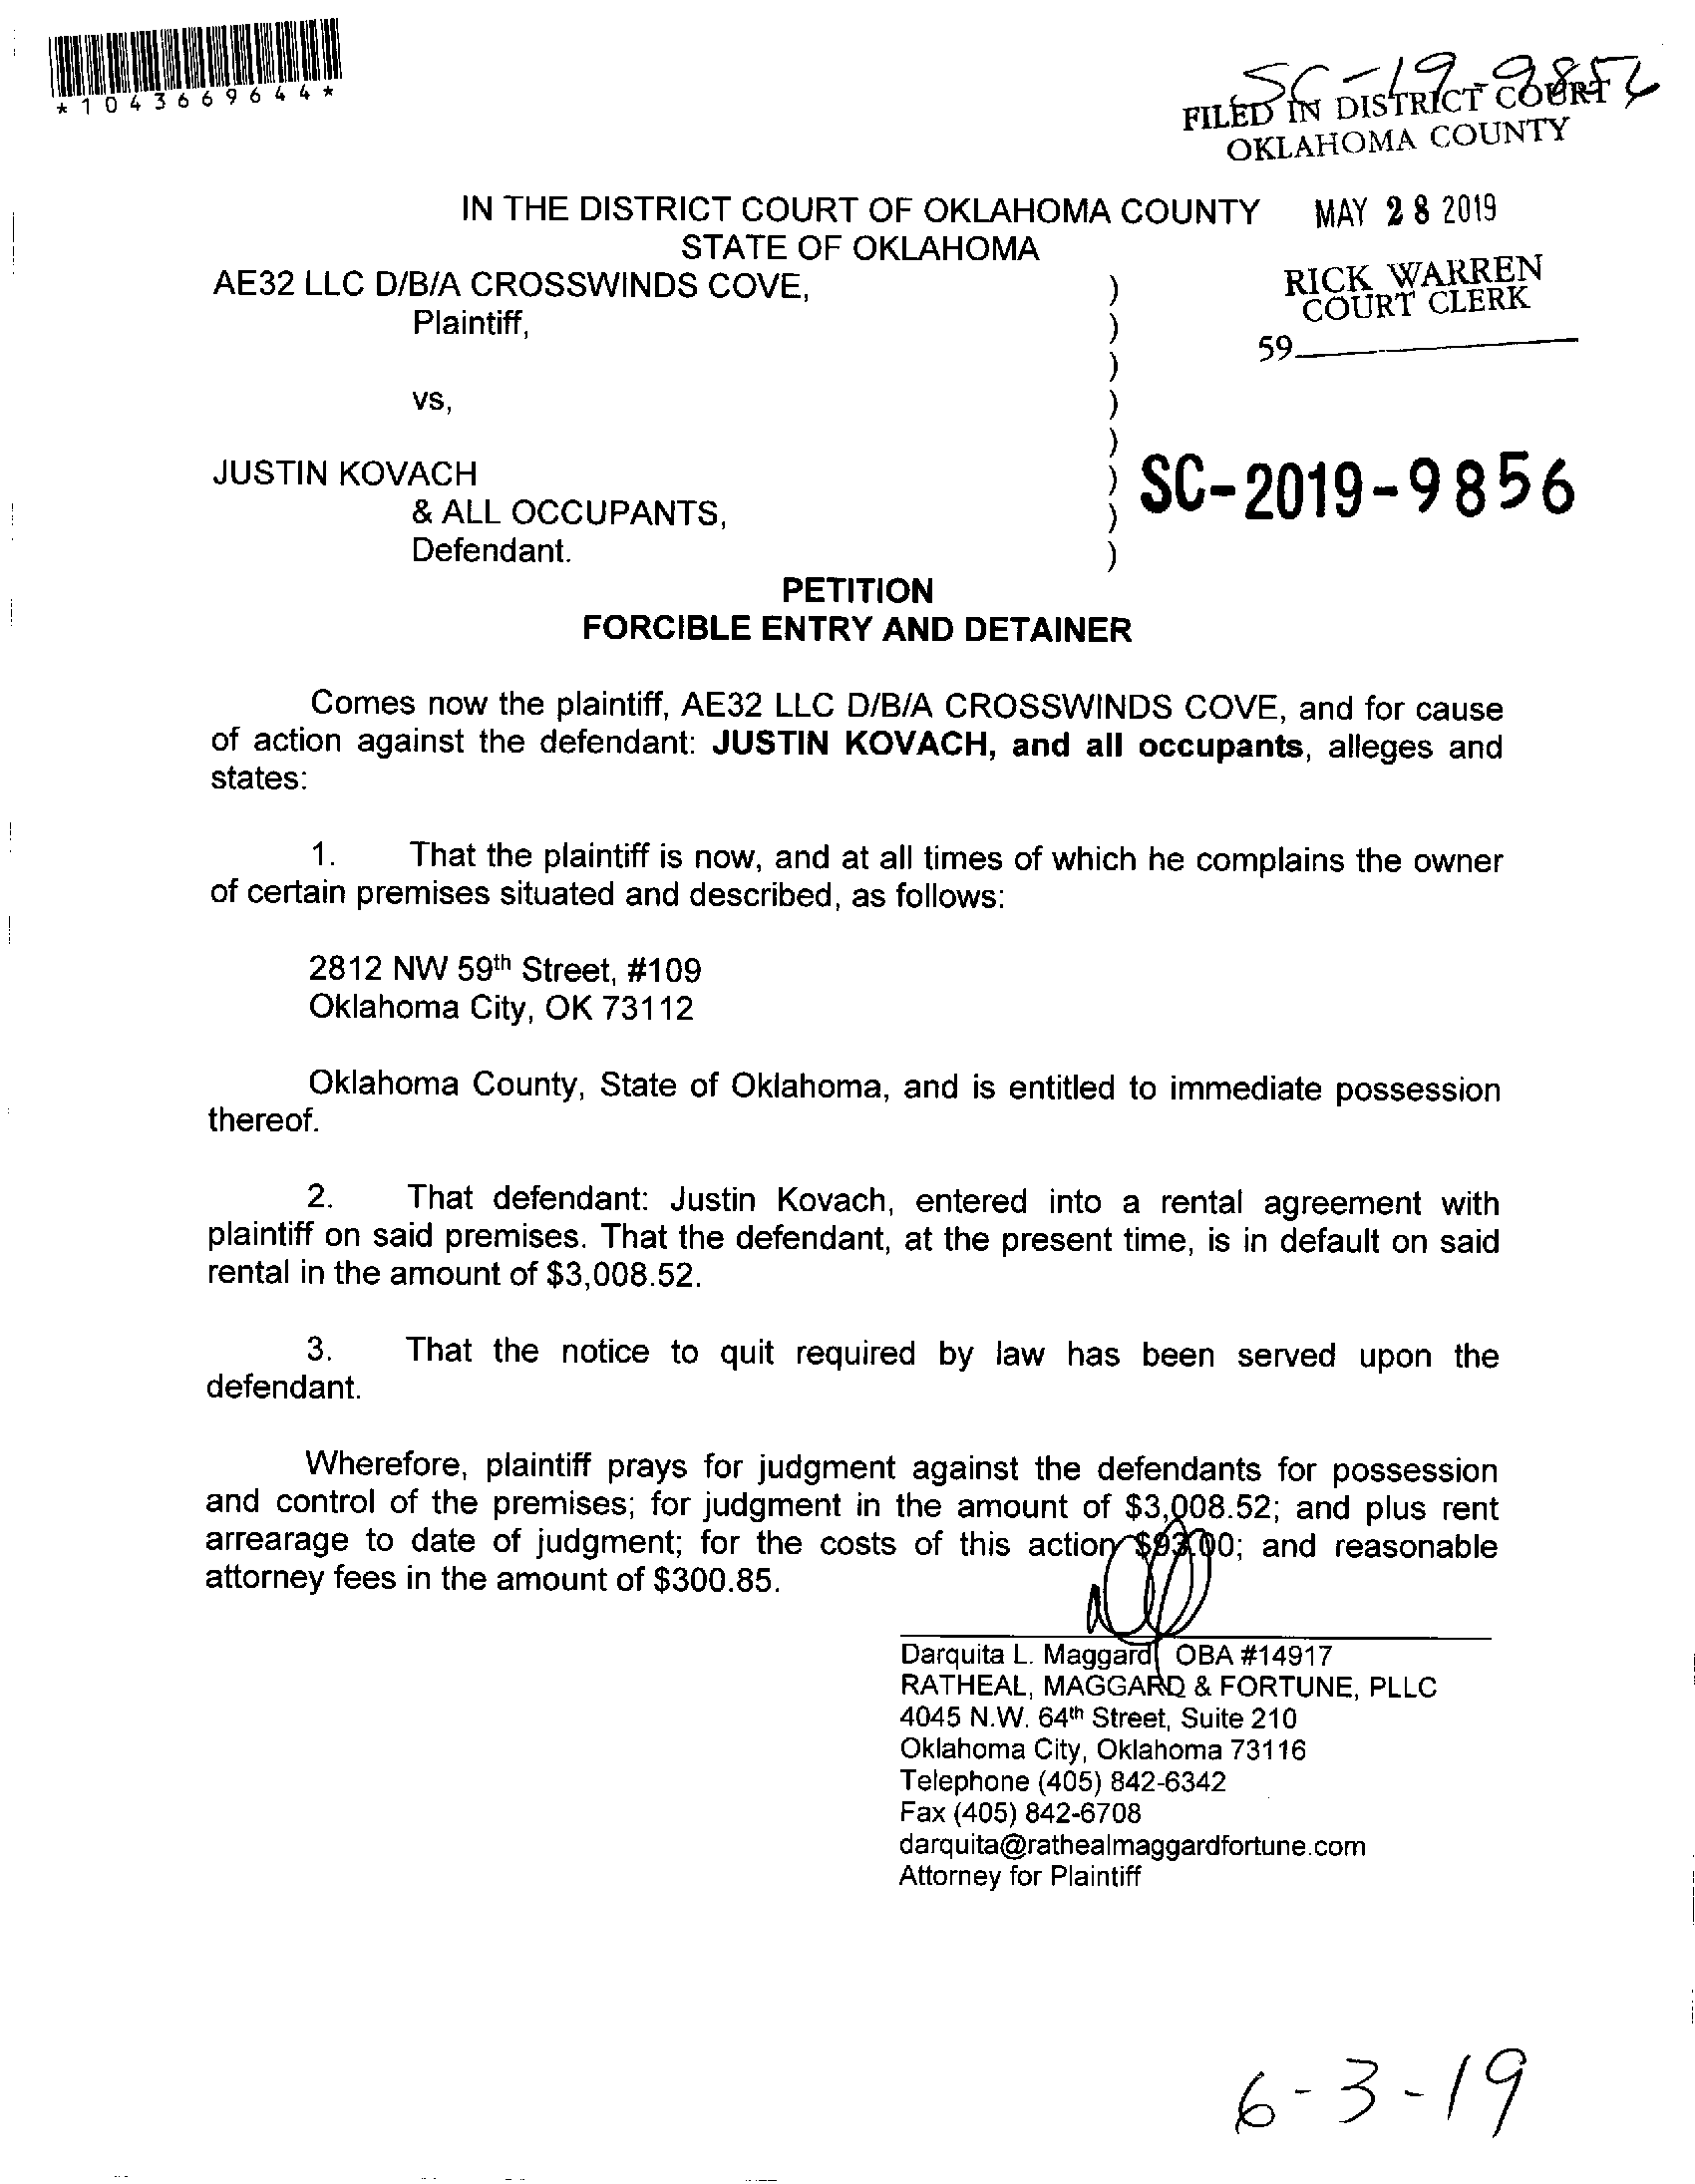 *1043669644*
SC-19-9856
FILED IN DISTRICT COURT
OKLAHOMA COUNTY
IN THE DISTRICT COURT OF OKLAHOMA COUNTY
MAY 28 2019
STATE OF OKLAHOMA
AE32 LLC D/B/A CROSSWINDS COVE, )
RICK WARREN
COURT CLERK
Plaintiff, )
59
)
vs, )
)
JUSTIN KOVACH )
SC-2019-9856
& ALL OCCUPANTS, )
Defendant. )
PETITION
FORCIBLE ENTRY AND DETAINER
Comes now the plaintiff, AE32 LLC D/B/A CROSSWINDS COVE, and for cause
of action against the defendant: JUSTIN KOVACH, and all occupants, alleges and
states:
1. That the plaintiff is now, and at all times of which he complains the owner
of certain premises situated and described, as follows:
2812 NW 59th Street, #109
Oklahoma City, OK 73112
Oklahoma County, State of Oklahoma, and is entitled to immediate possession
thereof.
2. That defendant: Justin Kovach, entered into a rental agreement with
plaintiff on said premises. That the defendant, at the present time, is in default on said
rental in the amount of $3,008.52.
3. That the notice to quit required by law has been served upon the
defendant.
Wherefore, plaintiff prays for judgment against the defendants for possession
and control of the premises; for judgment in the amount of $3,008.52; and plus rent
arrearage to date of judgment; for the costs of this action $93.00; and reasonable
attorney fees in the amount of $300.85.
Darquita L. Maggard OBA #14917
RATHEAL, MAGGARD & FORTUNE, PLLC
4045 N.W. 64th Street, Suite 210
Oklahoma City, Oklahoma 73116
Telephone (405) 842-6342
Fax (405) 842-6708
darquita@rathealmaggardfortune.com
Attorney for Plaintiff
6-3-19